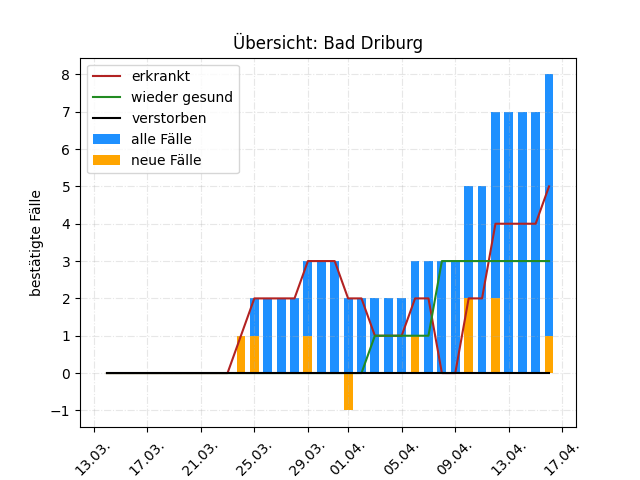 Übersicht: Bad Driburg
erkrankt
wieder gesund
verstorben
alle Fälle
neue Fälle
bestätigte Fälle
8
7
6
5
4
3
2
1
0
−1
13.03.
17.03.
21.03.
25.03.
29.03.
01.04.
05.04.
09.04.
13.04.
17.04.